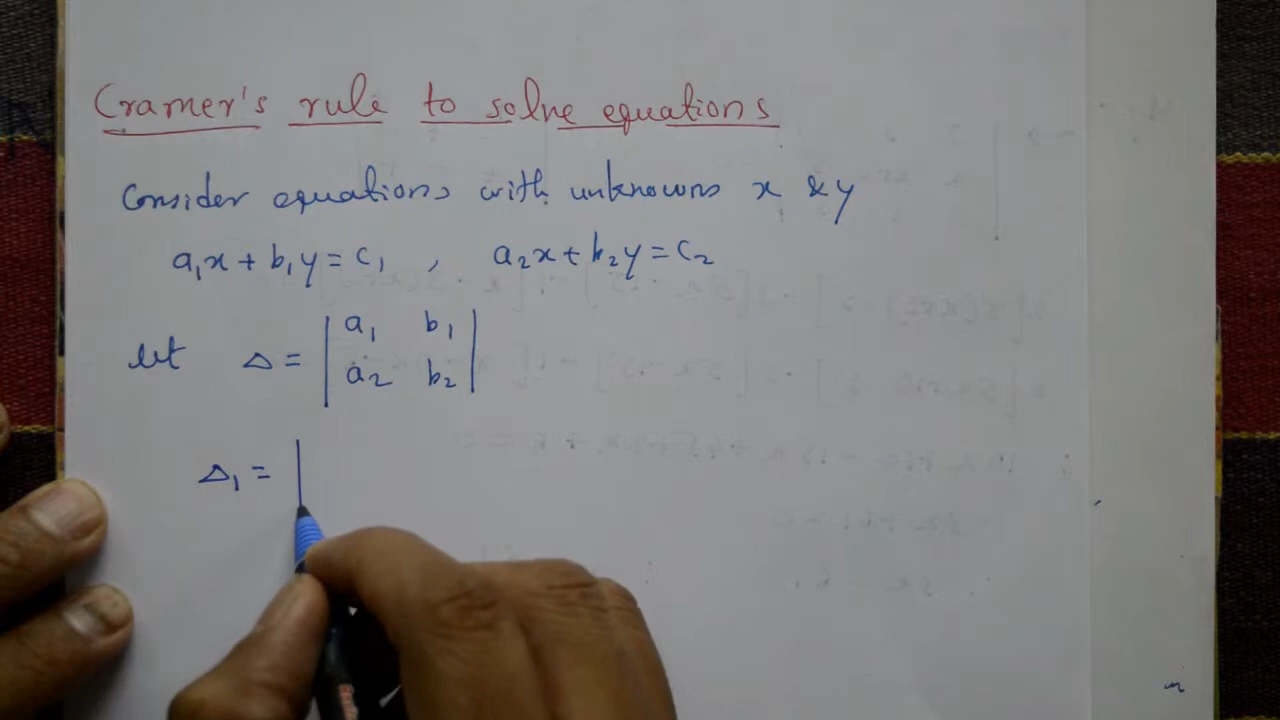 Cramer's rule to solve equations
Consider equations with unknowns x & y
a₁x + b₁y = c₁ , a₂x + b₂y = c₂
let Δ = | a₁ b₁ |
| a₂ b₂ |
Δ₁ = |